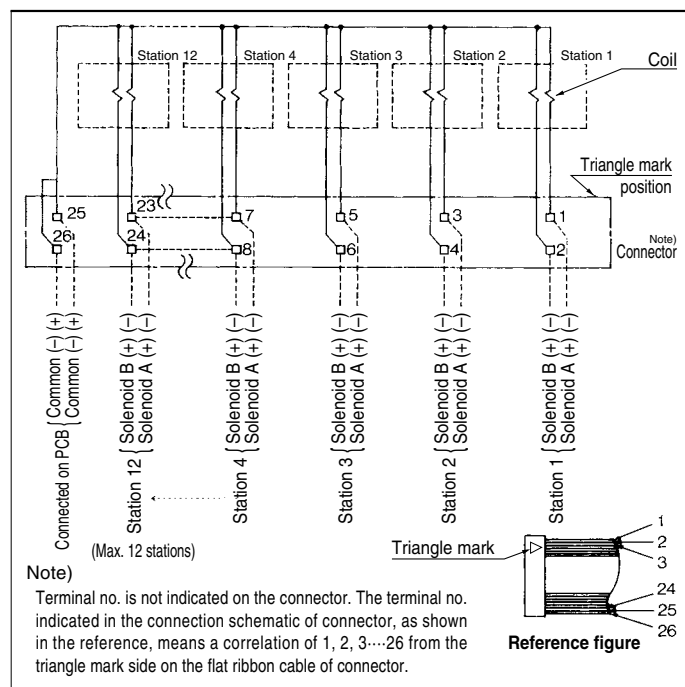 Station 12
Station 4
Station 3
Station 2
Station 1
Coil
Triangle mark
position
25
23
7
5
3
1
26
24
8
6
4
2
Note)
Connector
Connected on PCB { Common (−) (+)
Common (−) (+)
Station 12 { Solenoid B (+) (−)
Solenoid A (+) (−)
Station 4 { Solenoid B (+) (−)
Solenoid A (+) (−)
Station 3 { Solenoid B (+) (−)
Solenoid A (+) (−)
Station 2 { Solenoid B (+) (−)
Solenoid A (+) (−)
Station 1 { Solenoid B (+) (−)
Solenoid A (+) (−)
(Max. 12 stations)
Triangle mark
1
2
3
24
25
26
Reference figure
Note)
Terminal no. is not indicated on the connector. The terminal no.
indicated in the connection schematic of connector, as shown
in the reference, means a correlation of 1, 2, 3····26 from the
triangle mark side on the flat ribbon cable of connector.